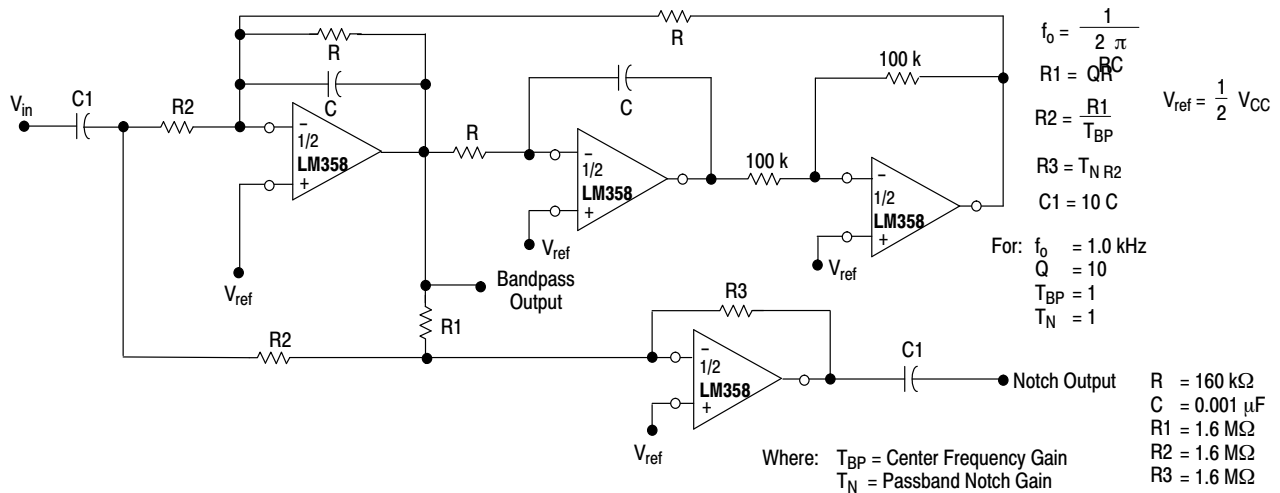 R
R
C
V_in
C1
R2
–
1/2
LM358
+
V_ref
R
C
–
1/2
LM358
+
V_ref
100 k
100 k
–
1/2
LM358
+
V_ref
Bandpass
Output
R1
R2
R3
–
1/2
LM358
+
V_ref
C1
Notch Output
f_o = 1 / 2 π RC
R1 = QR
R2 = R1 / T_BP
R3 = T_N R2
C1 = 10 C
V_ref = 1/2 V_CC
For: f_o = 1.0 kHz
Q = 10
T_BP = 1
T_N = 1
R = 160 kΩ
C = 0.001 μF
R1 = 1.6 MΩ
R2 = 1.6 MΩ
R3 = 1.6 MΩ
Where: T_BP = Center Frequency Gain
T_N = Passband Notch Gain